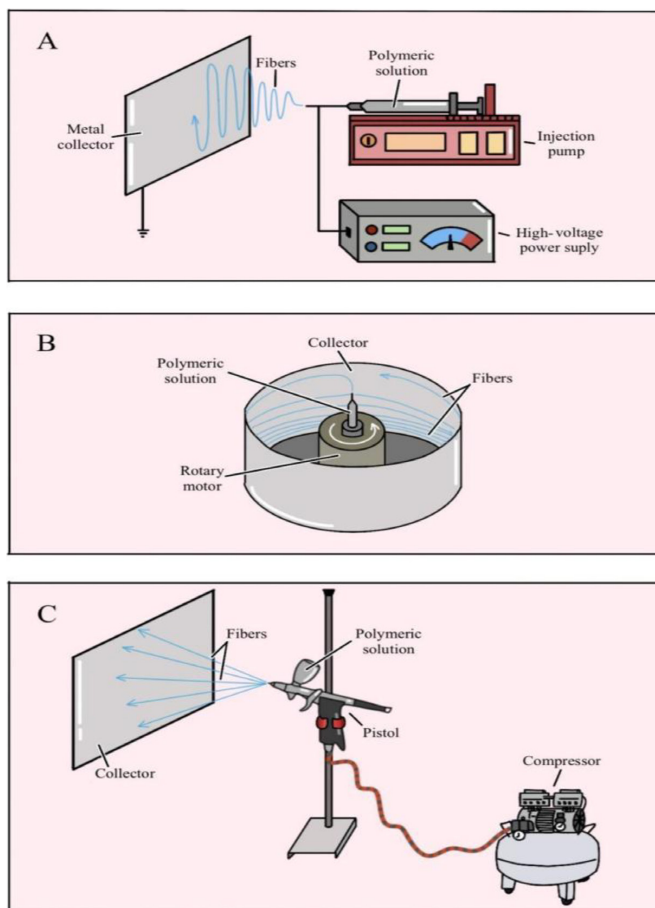 A
Fibers
Polymeric
solution
Metal
collector
Injection
pump
High-voltage
power suply
B
Collector
Polymeric
solution
Fibers
Rotary
motor
C
Fibers
Polymeric
solution
Pistol
Collector
Compressor